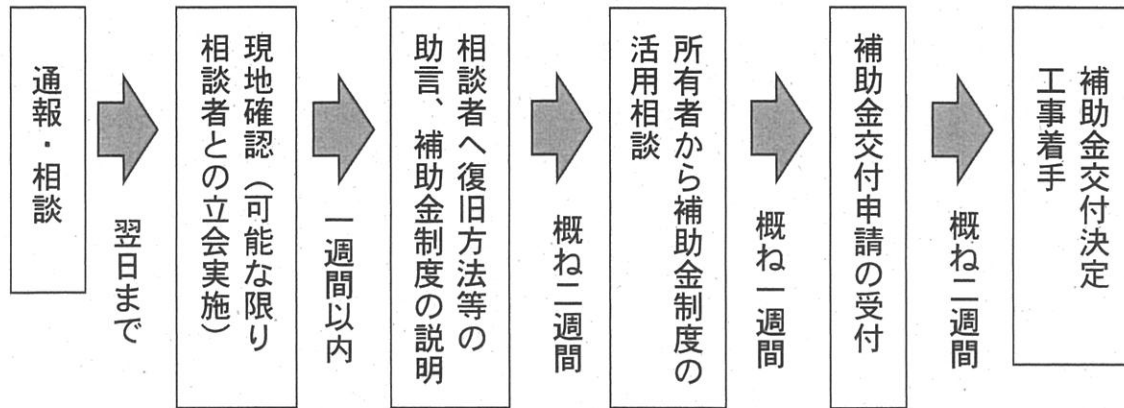 通報・相談
翌日まで
現地確認（可能な限り
相談者との立会実施）
一週間以内
相談者へ復旧方法等の
助言、補助金制度の説明
概ね二週間
所有者から補助金制度の
活用相談
概ね一週間
補助金交付申請の受付
概ね二週間
補助金交付決定
工事着手